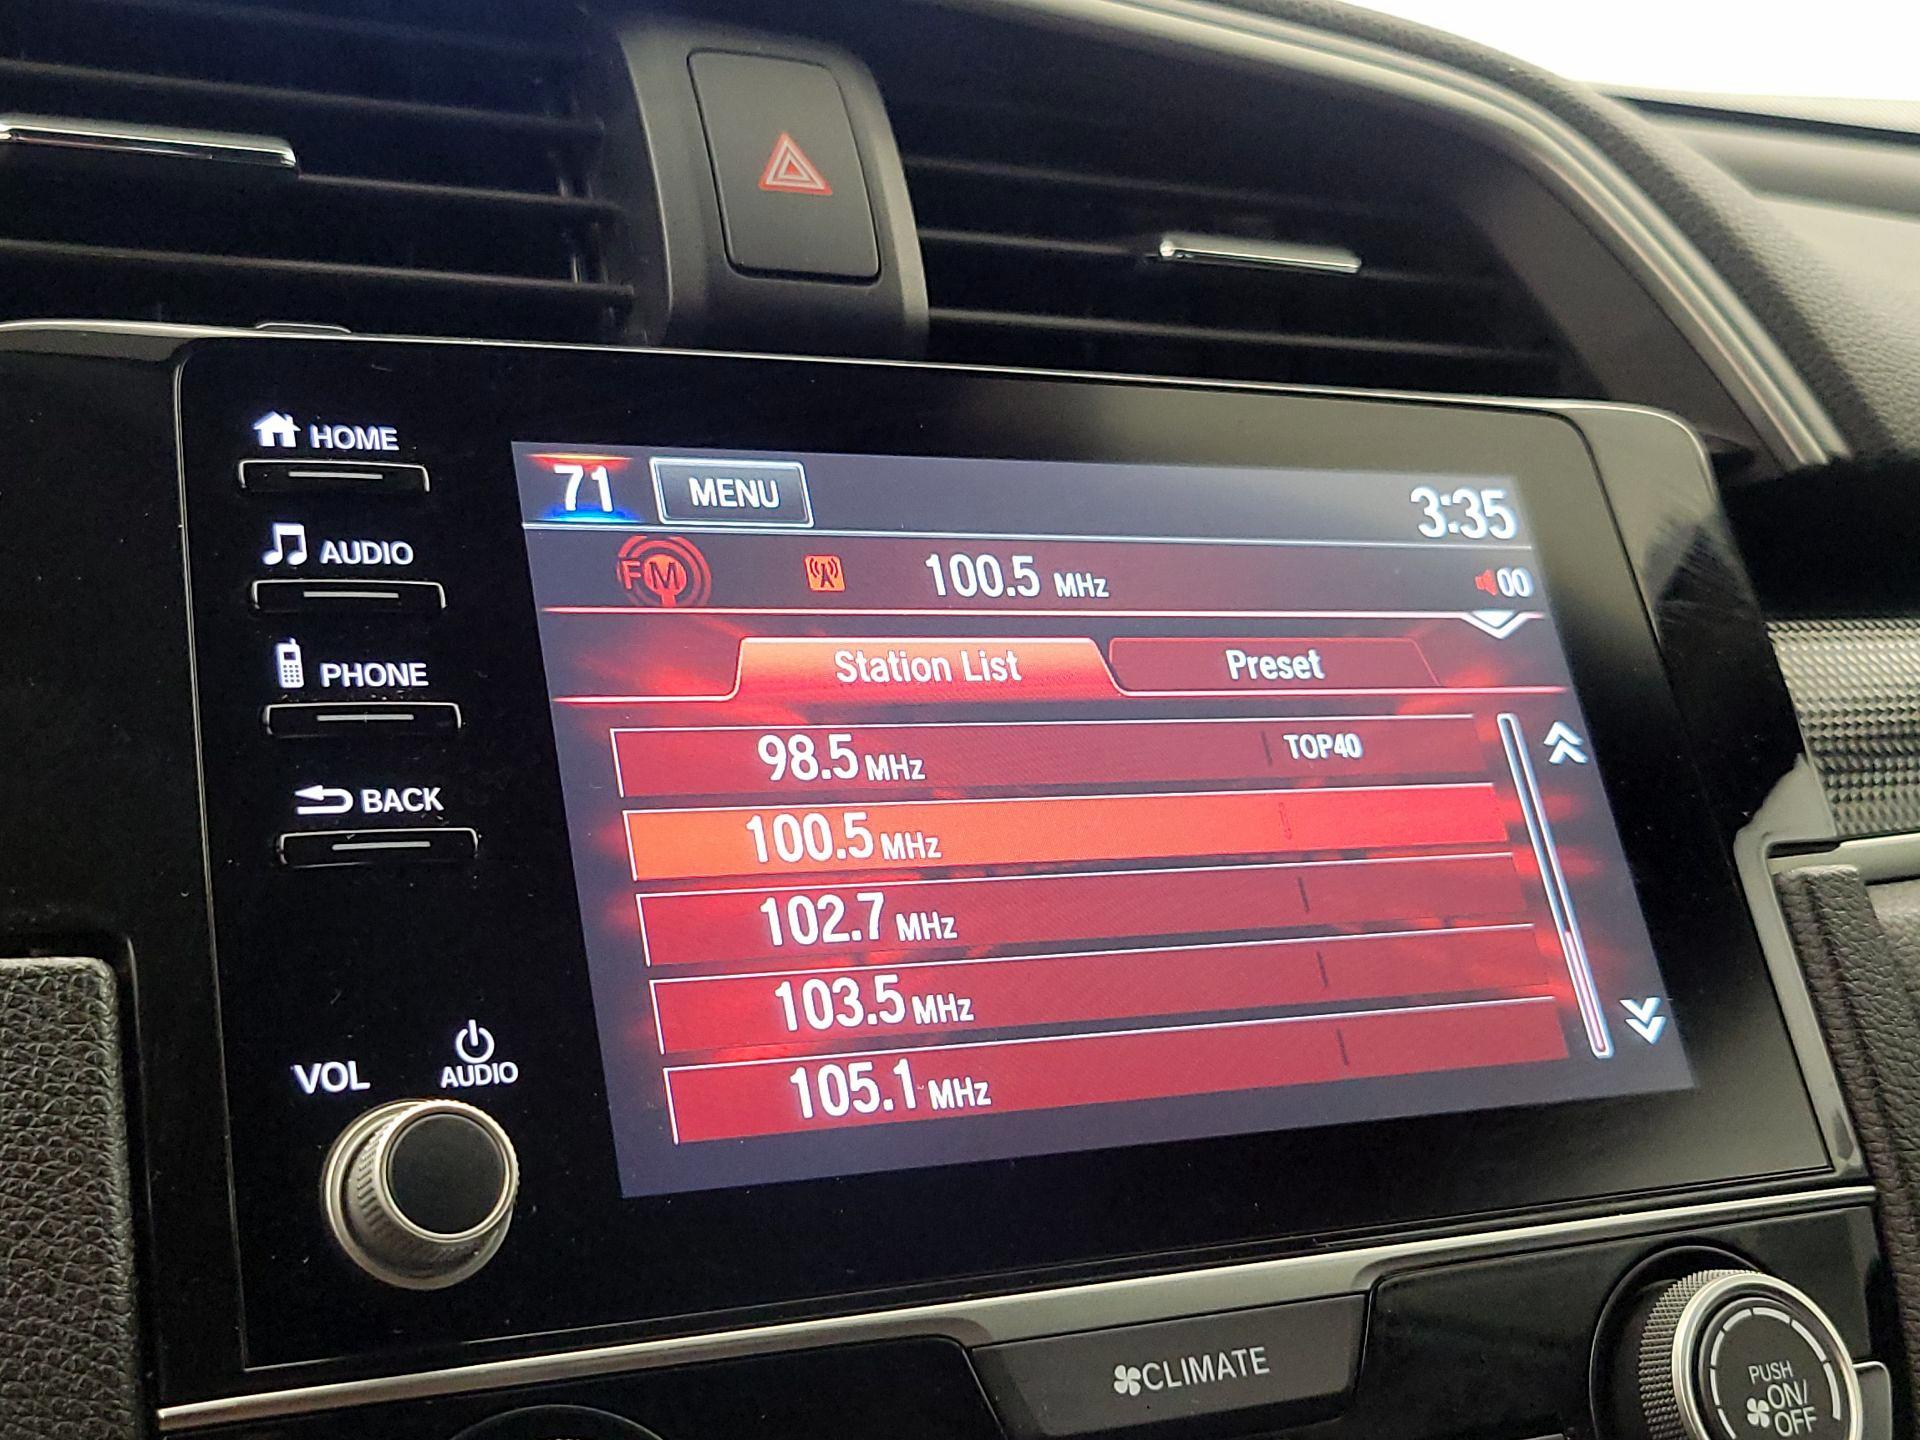 HOME
AUDIO
PHONE
BACK
VOL
AUDIO
71 MENU 3:35
FM 100.5 MHz 00
Station List Preset
98.5 MHz TOP40
100.5 MHz
102.7 MHz
103.5 MHz
105.1 MHz
CLIMATE
PUSH
ON/
OFF